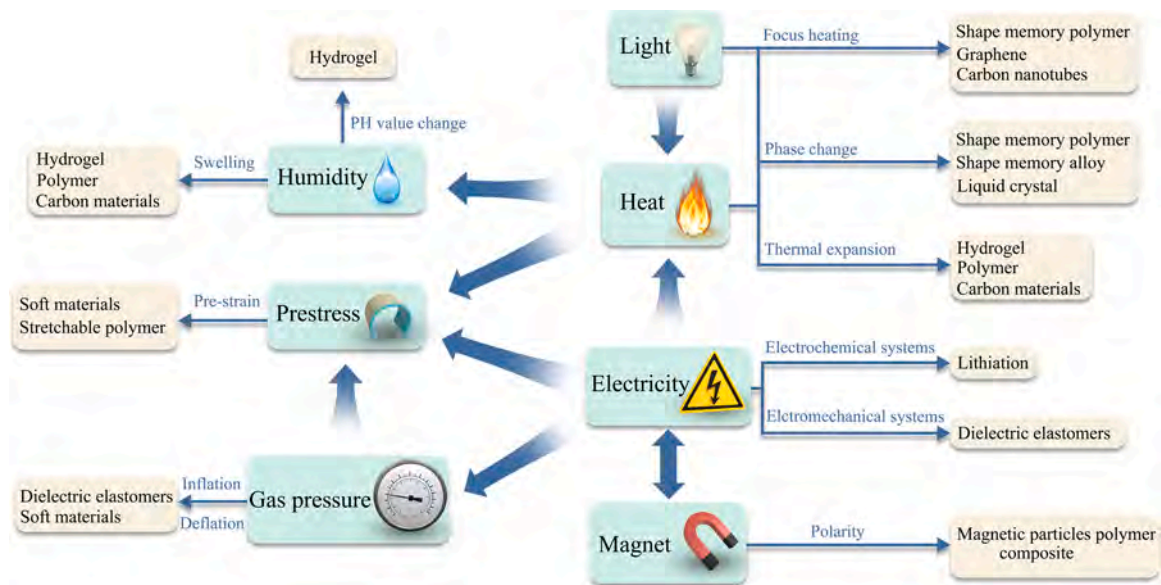 Hydrogel
PH value change
Hydrogel
Polymer
Carbon materials
Swelling
Humidity
Soft materials
Stretchable polymer
Pre-strain
Prestress
Dielectric elastomers
Soft materials
Inflation
Deflation
Gas pressure
Light
Focus heating
Shape memory polymer
Graphene
Carbon nanotubes
Heat
Phase change
Shape memory polymer
Shape memory alloy
Liquid crystal
Thermal expansion
Hydrogel
Polymer
Carbon materials
Electricity
Electrochemical systems
Lithiation
Elctromechanical systems
Dielectric elastomers
Magnet
Polarity
Magnetic particles polymer
composite